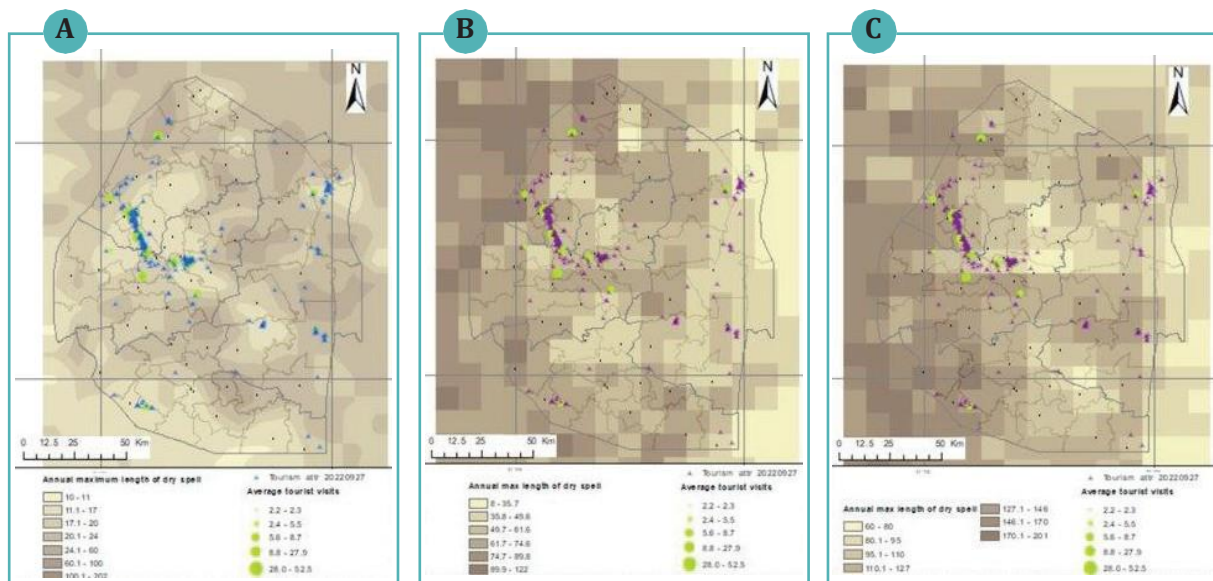 A
B
C
N
N
N
0 12.5 25 50 Km
0 12.5 25 50 Km
0 12.5 25 50 Km
Annual maximum length of dry spell
10 - 11
11.1 - 17
17.1 - 20
20.1 - 24
24.1 - 60
60.1 - 100
100.1 - 202
Tourism attr 20220927
Average tourist visits
2.2 - 2.3
2.4 - 5.5
5.6 - 8.7
8.8 - 27.9
28.0 - 52.5
Annual max length of dry spell
8 - 35.7
35.8 - 49.6
49.7 - 61.6
61.7 - 74.6
74.7 - 89.8
89.9 - 122
Tourism attr 20220927
Average tourist visits
2.2 - 2.3
2.4 - 5.5
5.6 - 8.7
8.8 - 27.9
28.0 - 52.5
Annual max length of dry spell
60 - 80
80.1 - 95
95.1 - 110
110.1 - 127
127.1 - 146
146.1 - 170
170.1 - 201
Tourism attr 20220927
Average tourist visits
2.2 - 2.3
2.4 - 5.5
5.6 - 8.7
8.8 - 27.9
28.0 - 52.5